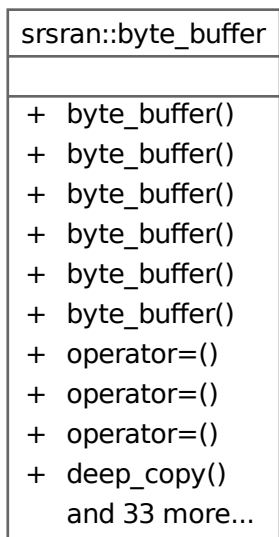 srsran::byte_buffer
+ byte_buffer()
+ byte_buffer()
+ byte_buffer()
+ byte_buffer()
+ byte_buffer()
+ byte_buffer()
+ operator=()
+ operator=()
+ operator=()
+ deep_copy()
and 33 more...